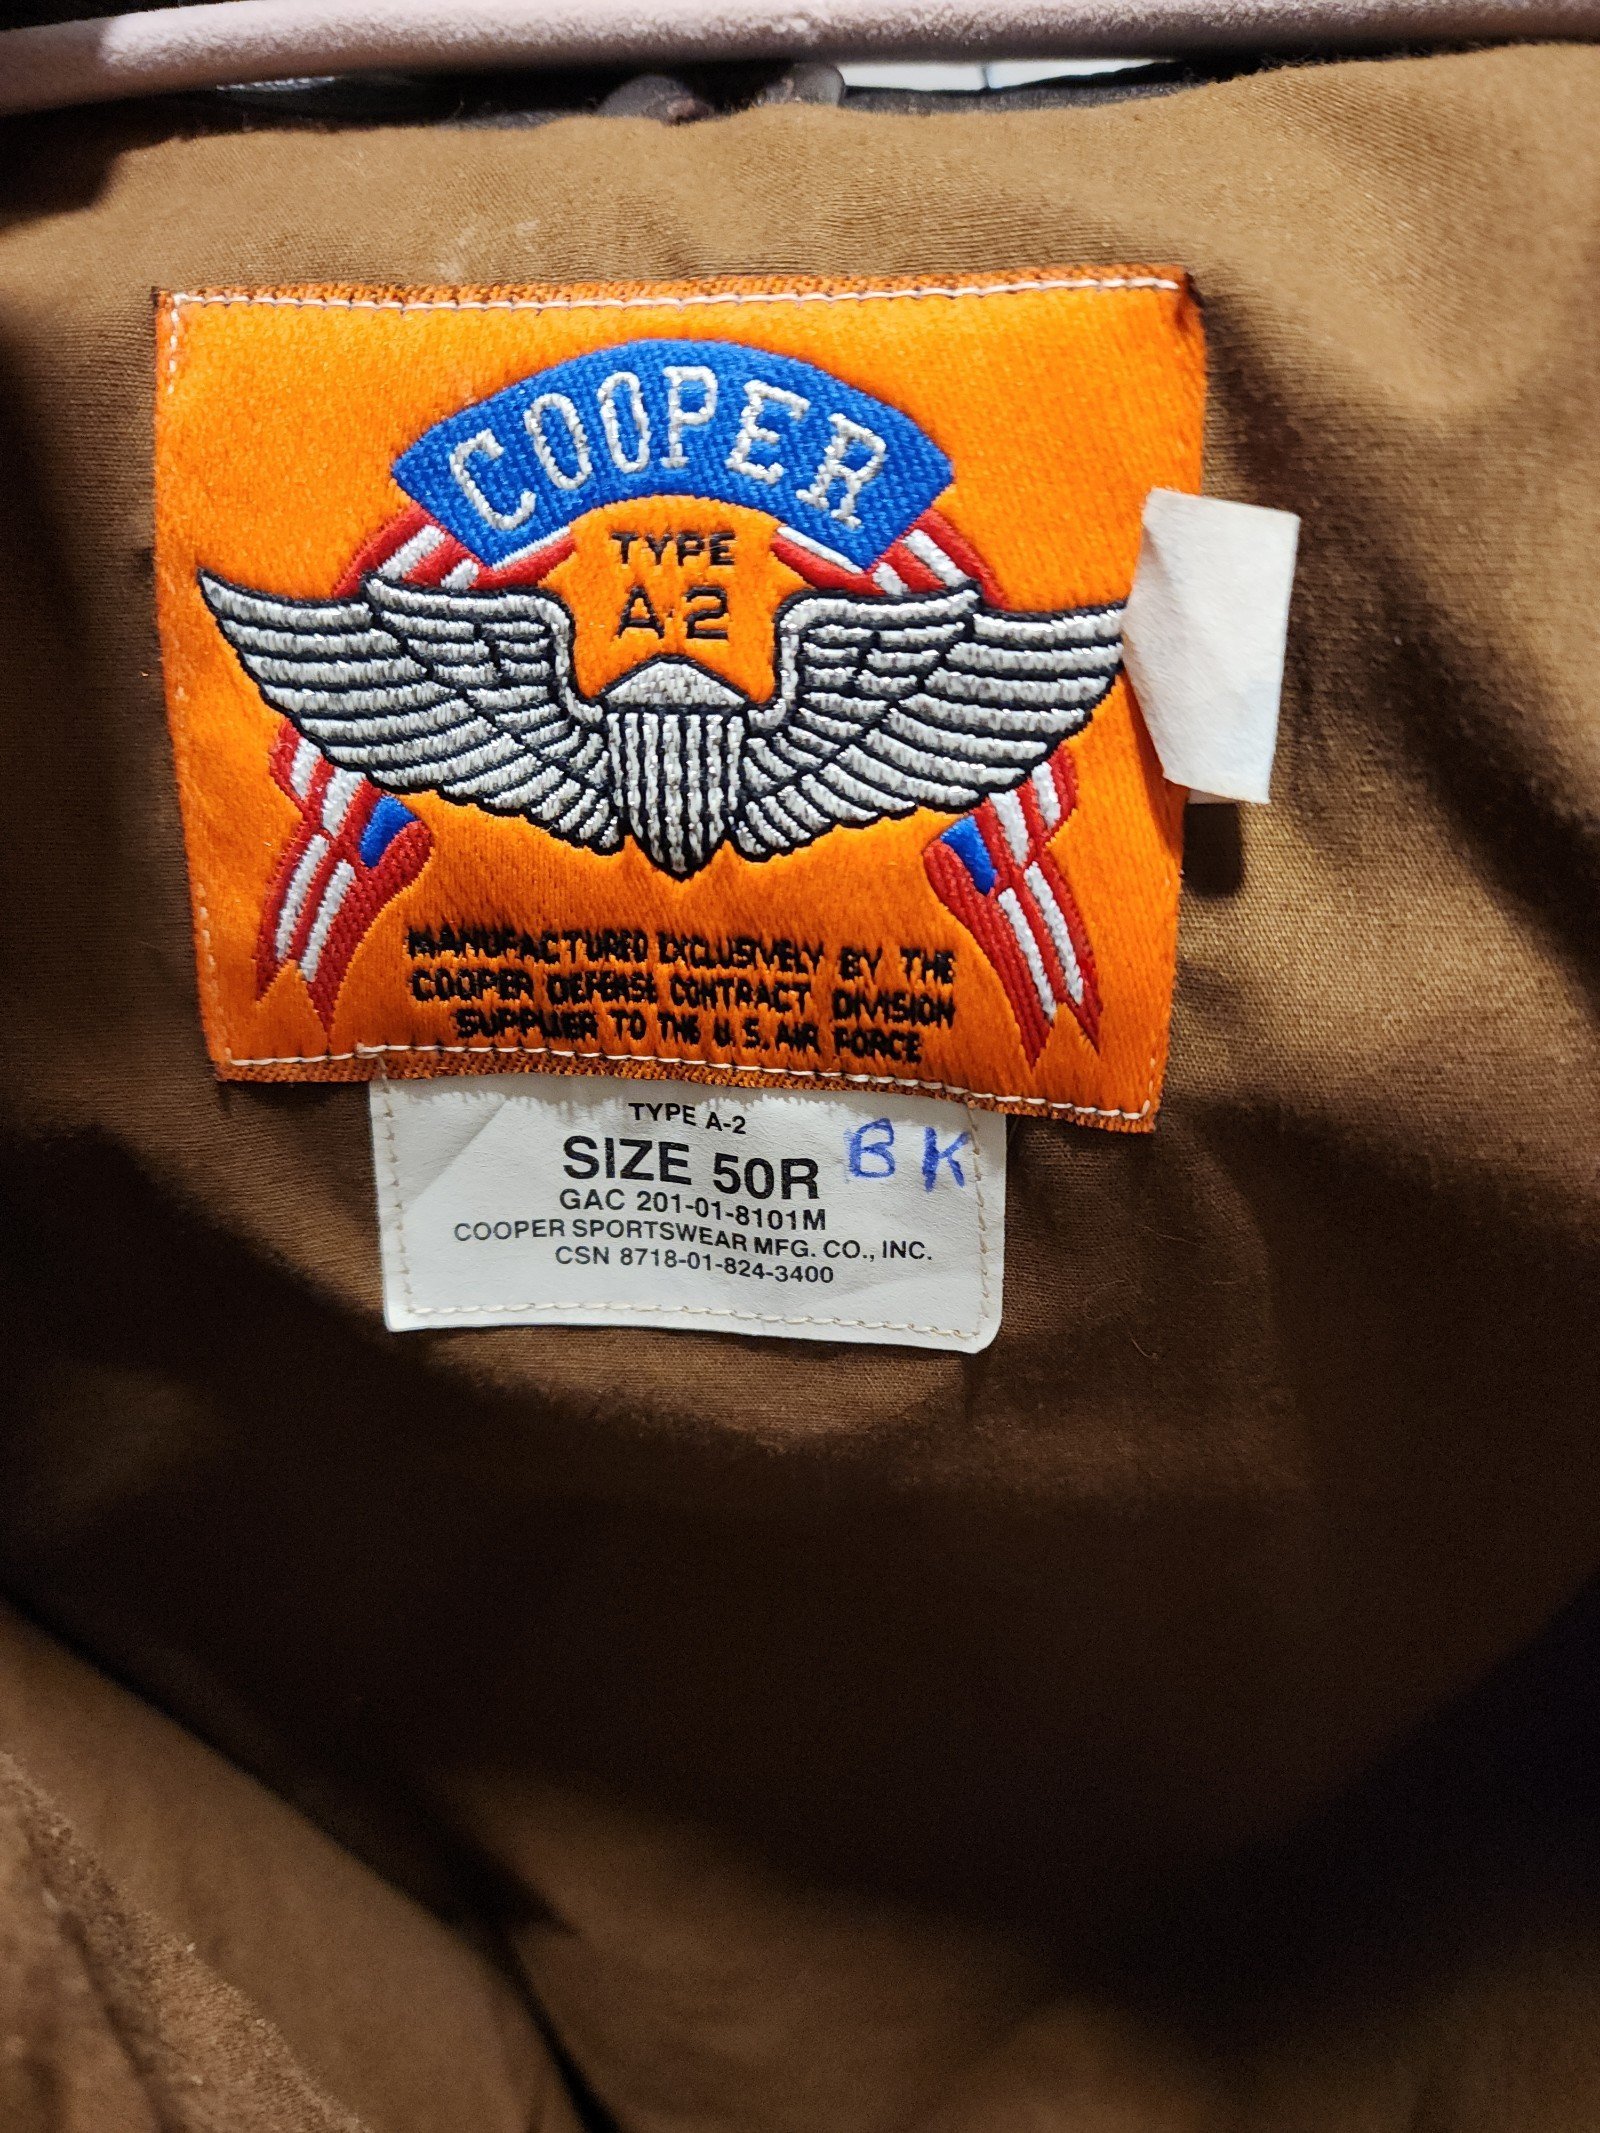 COOPER
TYPE
A-2
MANUFACTURED EXCLUSIVELY BY THE
COOPER DEFENSE CONTRACT DIVISION
SUPPLIER TO THE U.S. AIR FORCE
TYPE A-2
SIZE 50R BK
GAC 201-01-8101M
COOPER SPORTSWEAR MFG. CO., INC.
CSN 8718-01-824-3400